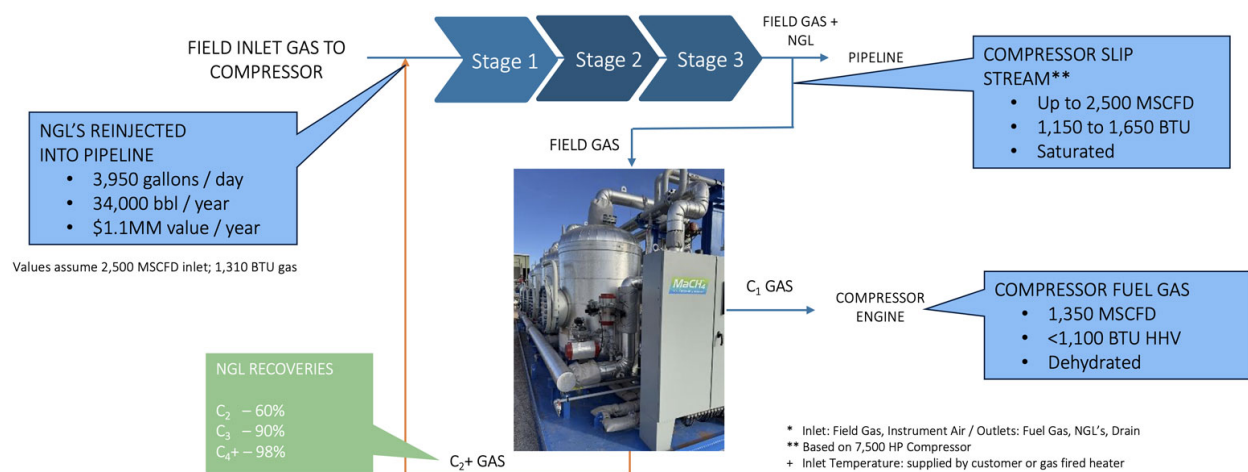 FIELD INLET GAS TO
COMPRESSOR
Stage 1
Stage 2
Stage 3
FIELD GAS +
NGL
PIPELINE
COMPRESSOR SLIP
STREAM**
• Up to 2,500 MSCFD
• 1,150 to 1,650 BTU
• Saturated
NGL'S REINJECTED
INTO PIPELINE
• 3,950 gallons / day
• 34,000 bbl / year
• $1.1MM value / year
Values assume 2,500 MSCFD inlet; 1,310 BTU gas
FIELD GAS
MaCH4
C₁ GAS
COMPRESSOR
ENGINE
COMPRESSOR FUEL GAS
• 1,350 MSCFD
• <1,100 BTU HHV
• Dehydrated
NGL RECOVERIES
C₂ – 60%
C₃ – 90%
C₄+ – 98%
C₂+ GAS
* Inlet: Field Gas, Instrument Air / Outlets: Fuel Gas, NGL's, Drain
** Based on 7,500 HP Compressor
+ Inlet Temperature: supplied by customer or gas fired heater